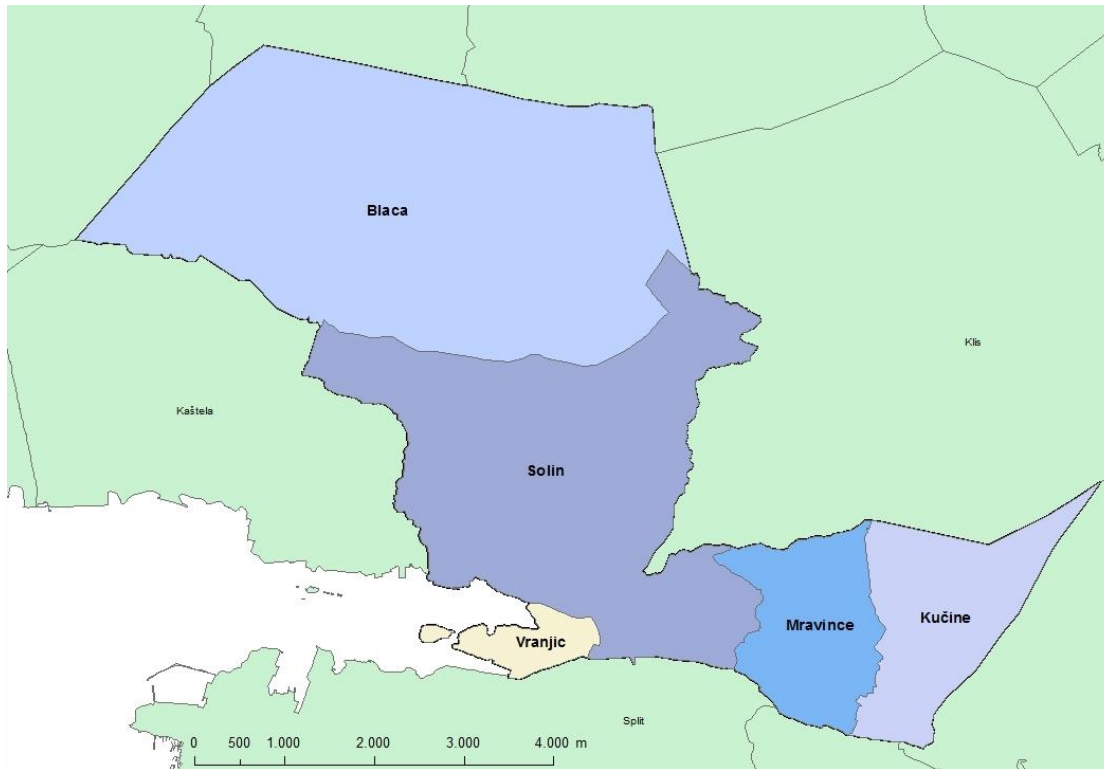 Blaca
Klis
Kaštela
Solin
Kučine
Mravince
Vranjic
Split
0 500 1.000 2.000 3.000 4.000 m